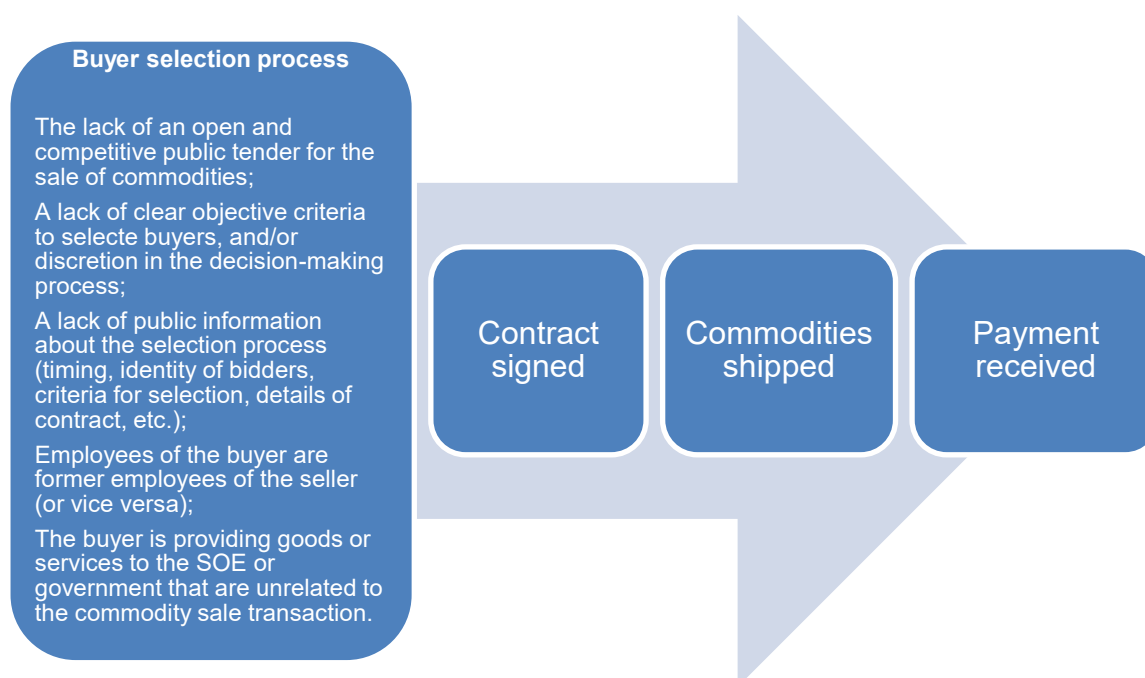 Buyer selection process
The lack of an open and
competitive public tender for the
sale of commodities;
A lack of clear objective criteria
to selecte buyers, and/or
discretion in the decision-making
process;
A lack of public information
about the selection process
(timing, identity of bidders,
criteria for selection, details of
contract, etc.);
Employees of the buyer are
former employees of the seller
(or vice versa);
The buyer is providing goods or
services to the SOE or
government that are unrelated to
the commodity sale transaction.
Contract
signed
Commodities
shipped
Payment
received